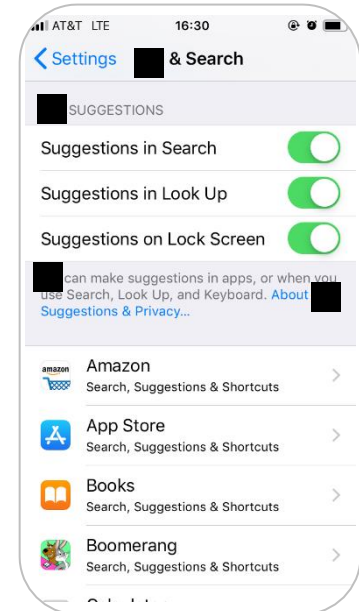 AT&T LTE 16:30
Settings & Search
SUGGESTIONS
Suggestions in Search
Suggestions in Look Up
Suggestions on Lock Screen
can make suggestions in apps, or when you
use Search, Look Up, and Keyboard. About
Suggestions & Privacy...
amazon
Amazon
Search, Suggestions & Shortcuts
App Store
Search, Suggestions & Shortcuts
Books
Search, Suggestions & Shortcuts
Boomerang
Search, Suggestions & Shortcuts